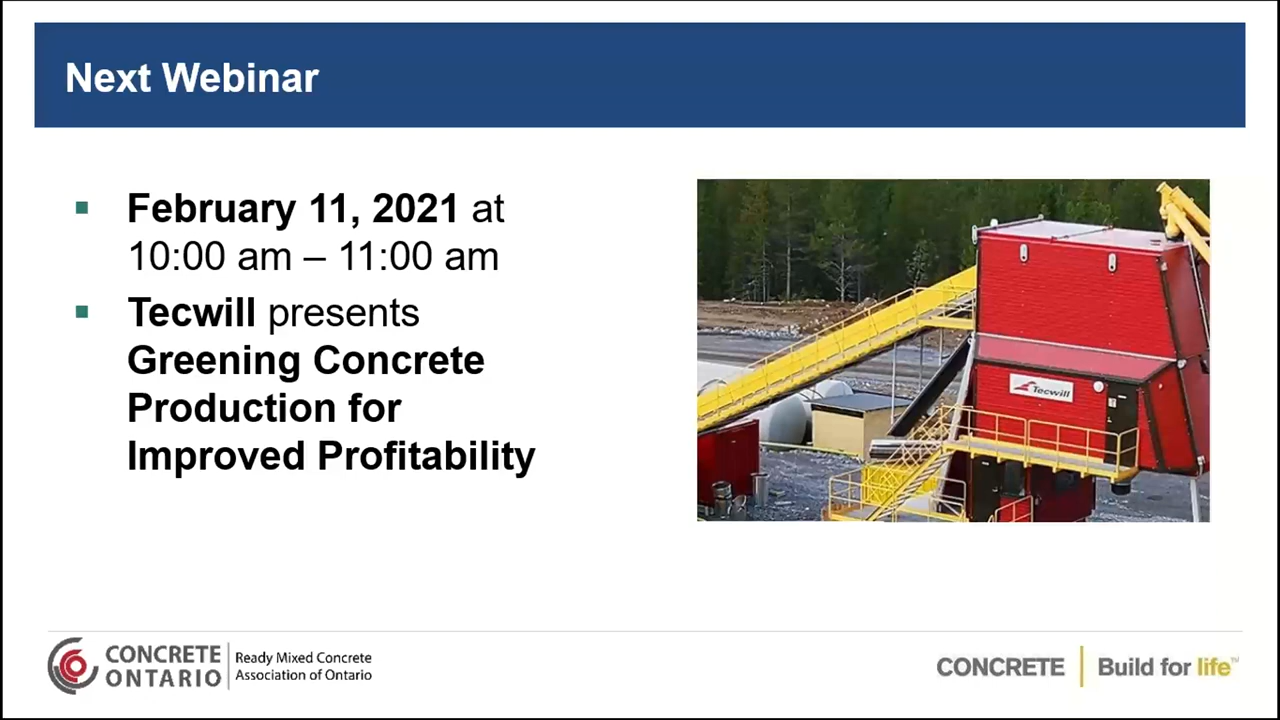 Next Webinar
▪ February 11, 2021 at
10:00 am – 11:00 am
▪ Tecwill presents
Greening Concrete
Production for
Improved Profitability
Tecwill
CONCRETE
ONTARIO
Ready Mixed Concrete
Association of Ontario
CONCRETE | Build for life™